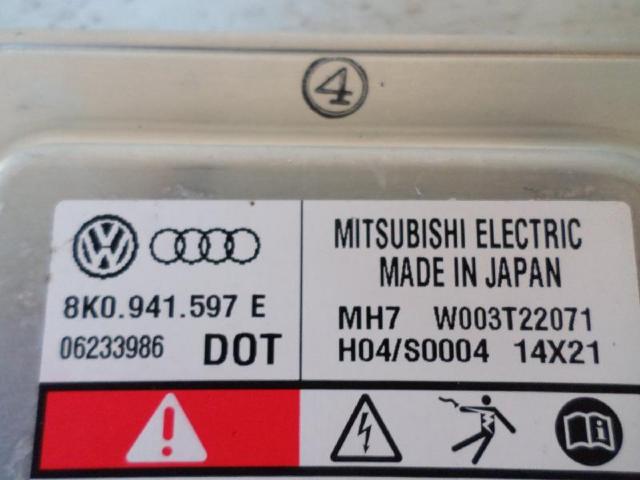 4
MITSUBISHI ELECTRIC
MADE IN JAPAN
8K0.941.597 E
06233986 DOT
MH7 W003T22071
H04/S0004 14X21